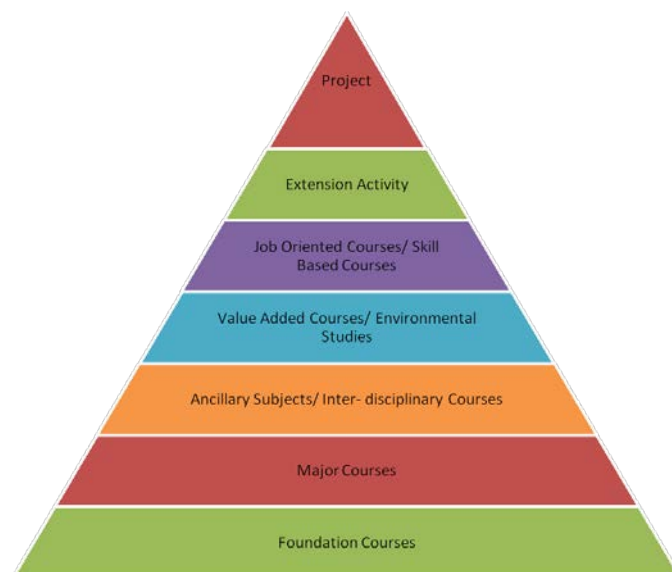 Project
Extension Activity
Job Oriented Courses/ Skill
Based Courses
Value Added Courses/ Environmental
Studies
Ancillary Subjects/ Inter- disciplinary Courses
Major Courses
Foundation Courses